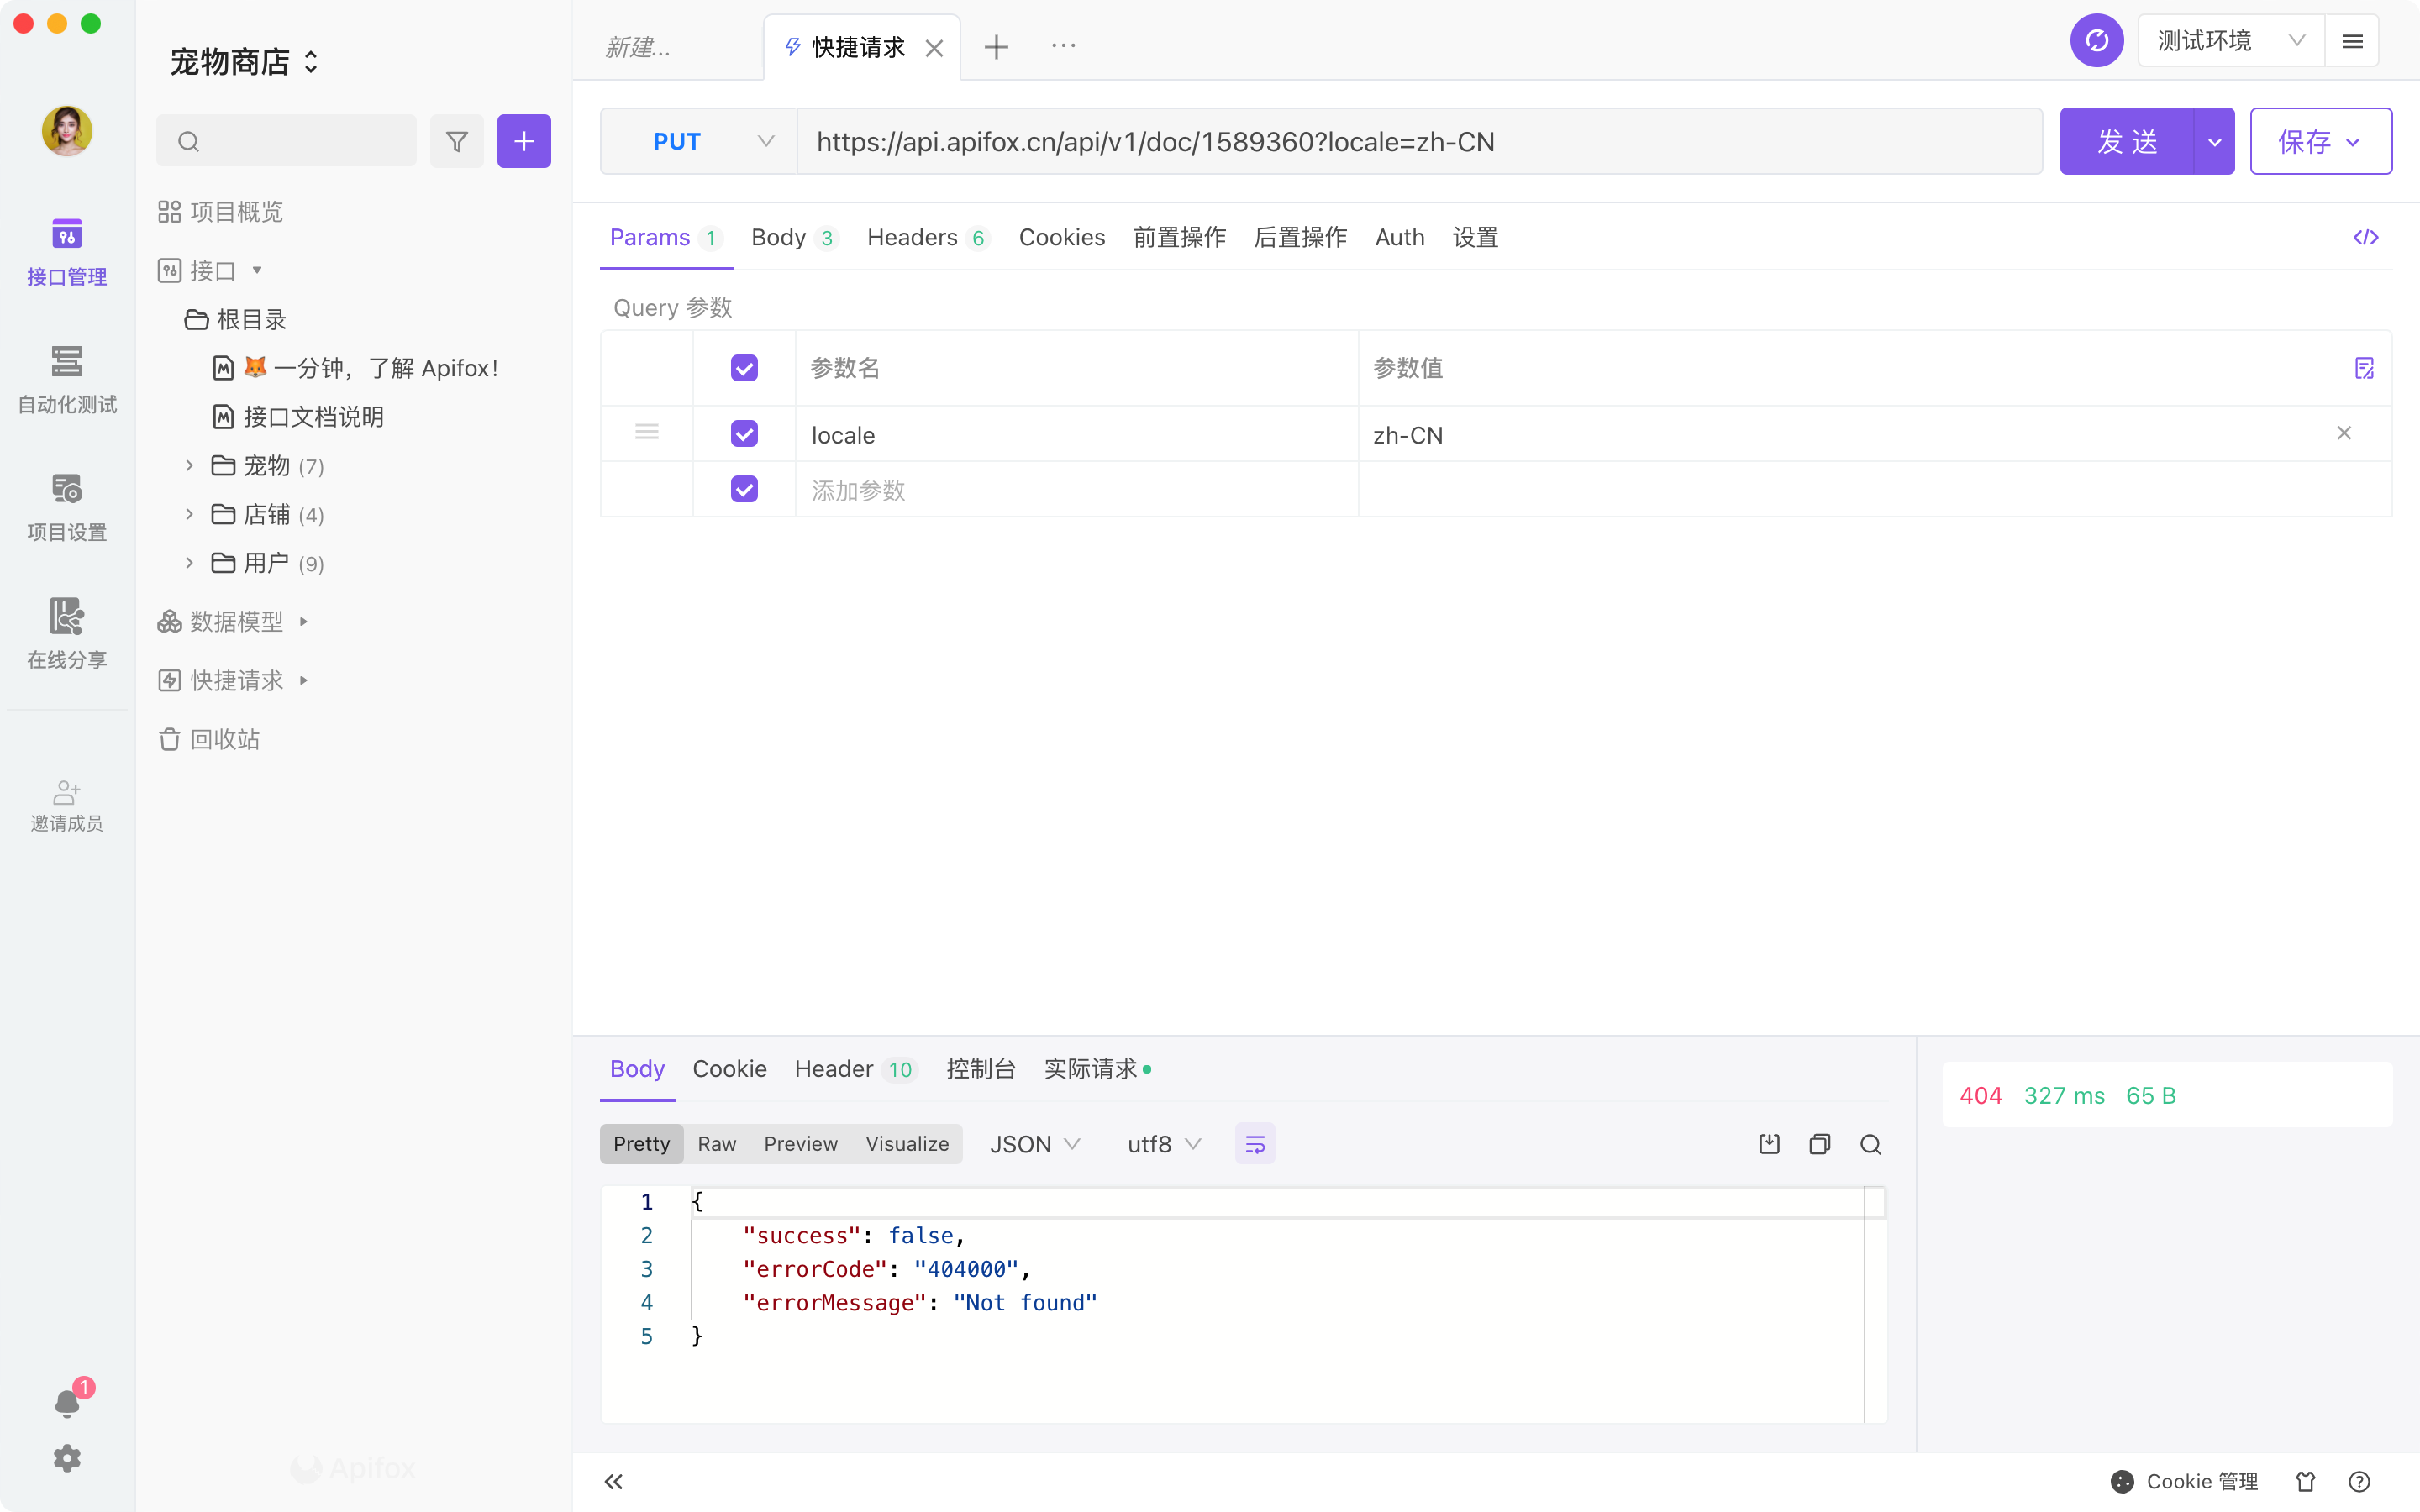 宠物商店
新建...
快捷请求
测试环境
PUT
https://api.apifox.cn/api/v1/doc/1589360?locale=zh-CN
发 送
保存
接口管理
自动化测试
项目设置
在线分享
邀请成员
1
项目概览
接口
根目录
🦊 一分钟，了解 Apifox！
接口文档说明
宠物 (7)
店铺 (4)
用户 (9)
数据模型
快捷请求
回收站
Apifox
Params 1 Body 3 Headers 6 Cookies 前置操作 后置操作 Auth 设置
Query 参数
参数名 参数值
locale zh-CN
添加参数
Body Cookie Header 10 控制台 实际请求
Pretty Raw Preview Visualize JSON utf8
1 {
2 "success": false,
3 "errorCode": "404000",
4 "errorMessage": "Not found"
5 }
404 327 ms 65 B
Cookie 管理